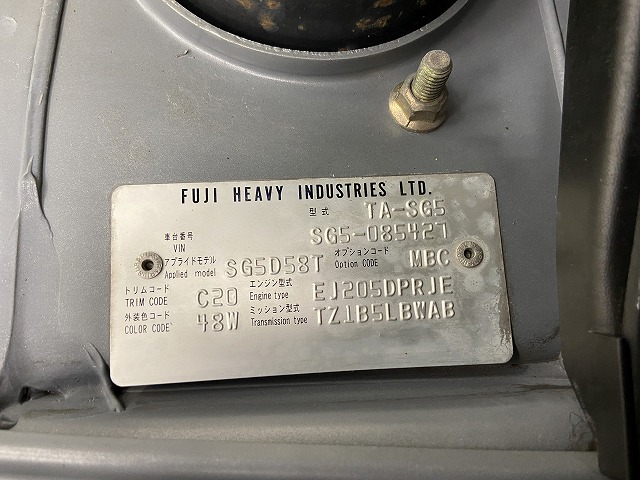 FUJI HEAVY INDUSTRIES LTD.
型式 TA-SG5
車台番号 VIN SG5-085427
アプライドモデル Applied model SG5D58T オプションコード Option CODE MBC
トリムコード TRIM CODE C20 エンジン型式 Engine type EJ205DPRJE
外装色コード COLOR CODE 48W ミッション型式 Transmission type TZ1B5LBWAB